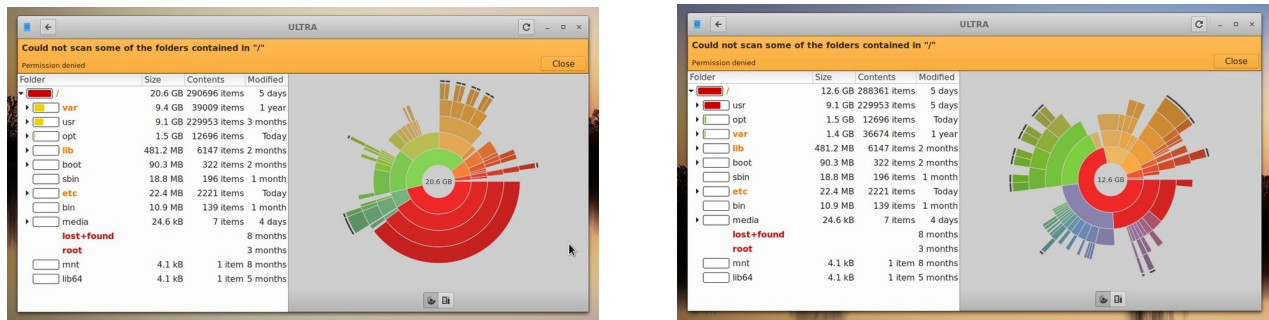 ULTRA
Could not scan some of the folders contained in "/"
Permission denied
Close
Folder Size Contents Modified
/ 20.6 GB 290696 items 5 days
var 9.4 GB 39009 items 1 year
usr 9.1 GB 229953 items 3 months
opt 1.5 GB 12696 items Today
lib 481.2 MB 6147 items 2 months
boot 90.3 MB 322 items 2 months
sbin 18.8 MB 196 items 1 month
etc 22.4 MB 2221 items Today
bin 10.9 MB 139 items 1 month
media 24.6 kB 7 items 4 days
lost+found 8 months
root 3 months
mnt 4.1 kB 1 item 8 months
lib64 4.1 kB 1 item 5 months
20.6 GB
ULTRA
Could not scan some of the folders contained in "/"
Permission denied
Close
Folder Size Contents Modified
/ 12.6 GB 288361 items 5 days
usr 9.1 GB 229953 items 5 days
opt 1.5 GB 12696 items Today
var 1.4 GB 36674 items 1 year
lib 481.2 MB 6147 items 2 months
boot 90.3 MB 322 items 2 months
sbin 18.8 MB 196 items 1 month
etc 22.4 MB 2221 items Today
bin 10.9 MB 139 items 1 month
media 24.6 kB 7 items 4 days
lost+found 8 months
root 3 months
mnt 4.1 kB 1 item 8 months
lib64 4.1 kB 1 item 5 months
12.6 GB